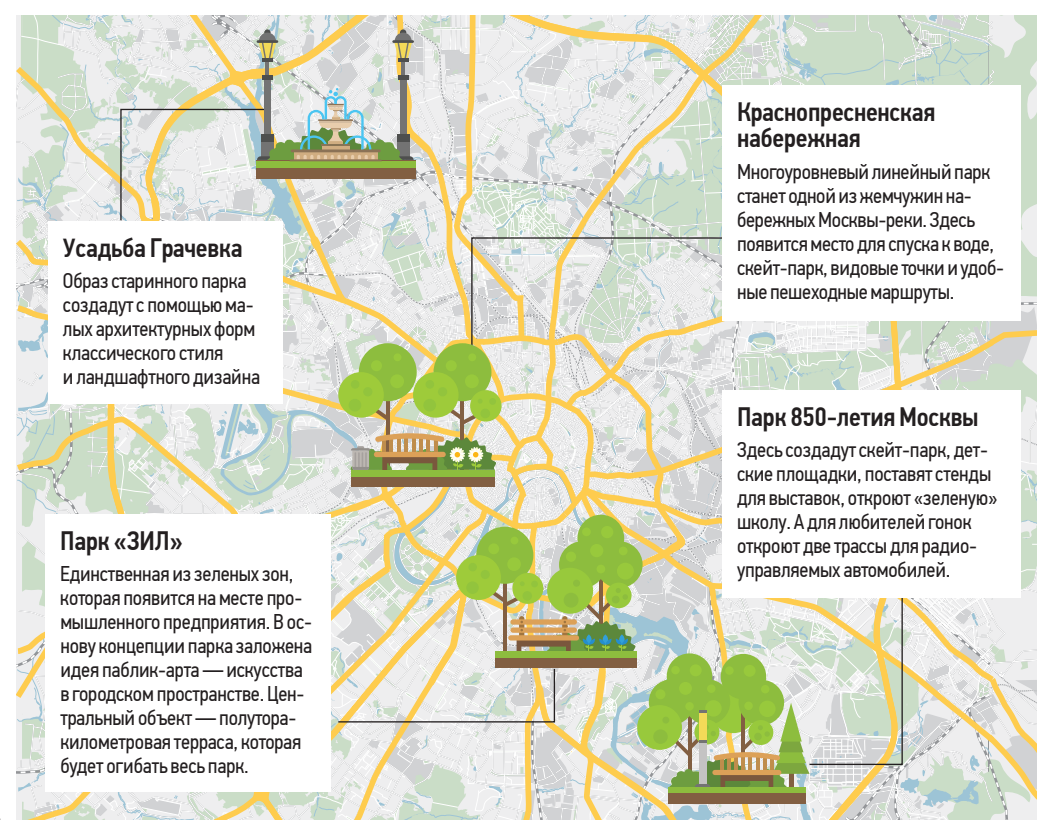 Усадьба Грачевка
Образ старинного парка
создадут с помощью ма-
лых архитектурных форм
классического стиля
и ландшафтного дизайна
Краснопресненская
набережная
Многоуровневый линейный парк
станет одной из жемчужин на-
бережных Москвы-реки. Здесь
появится место для спуска к воде,
скейт-парк, видовые точки и удоб-
ные пешеходные маршруты.
Парк 850-летия Москвы
Здесь создадут скейт-парк, дет-
ские площадки, поставят стенды
для выставок, откроют «зеленую»
школу. А для любителей гонок
откроют две трассы для радио-
управляемых автомобилей.
Парк «ЗИЛ»
Единственная из зеленых зон,
которая появится на месте про-
мышленного предприятия. В ос-
нову концепции парка заложена
идея паблик-арта — искусства
в городском пространстве. Цен-
тральный объект — полутора-
километровая терраса, которая
будет огибать весь парк.